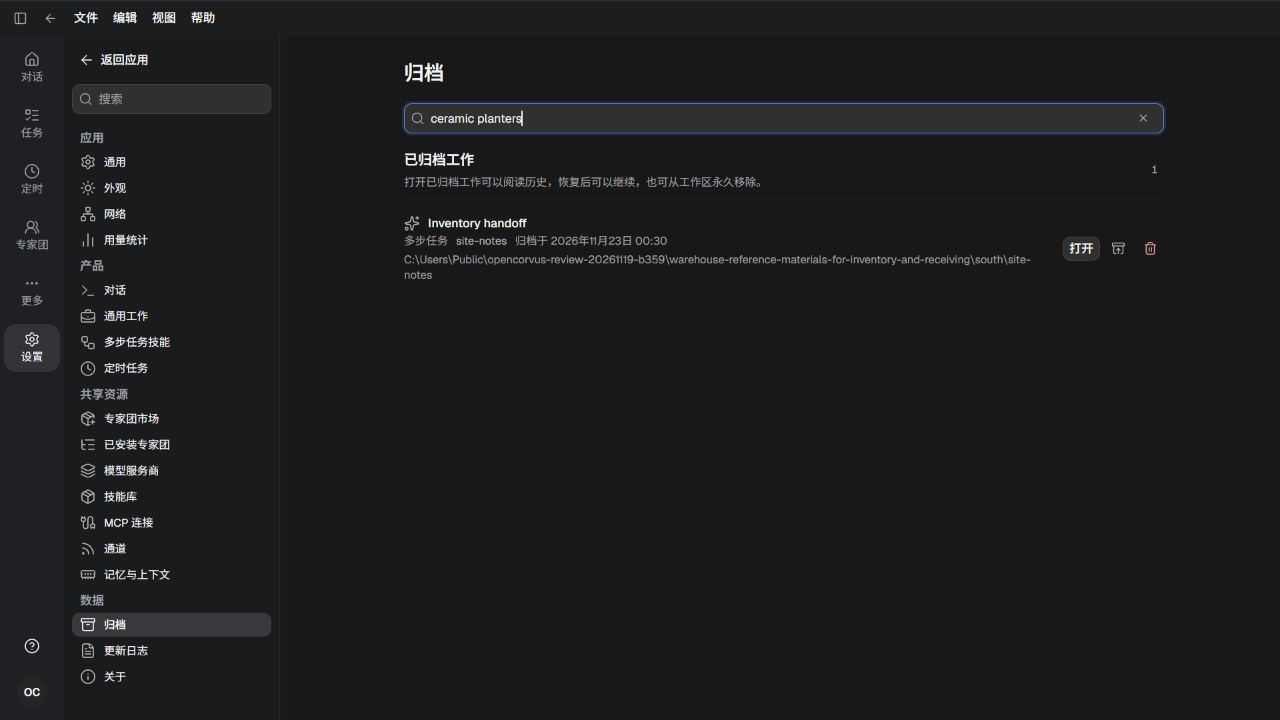 文件 编辑 视图 帮助
对话
任务
定时
专家团
更多
设置
OC
返回应用
搜索
应用
通用
外观
网络
用量统计
产品
对话
通用工作
多步任务技能
定时任务
共享资源
专家团市场
已安装专家团
模型服务商
技能库
MCP 连接
通道
记忆与上下文
数据
归档
更新日志
关于
归档
ceramic planters
已归档工作
打开已归档工作可以阅读历史，恢复后可以继续，也可从工作区永久移除。
1
Inventory handoff
多步任务 site-notes 归档于 2026年11月23日 00:30
C:\Users\Public\opencorvus-review-20261119-b359\warehouse-reference-materials-for-inventory-and-receiving\south\site-
notes
打开